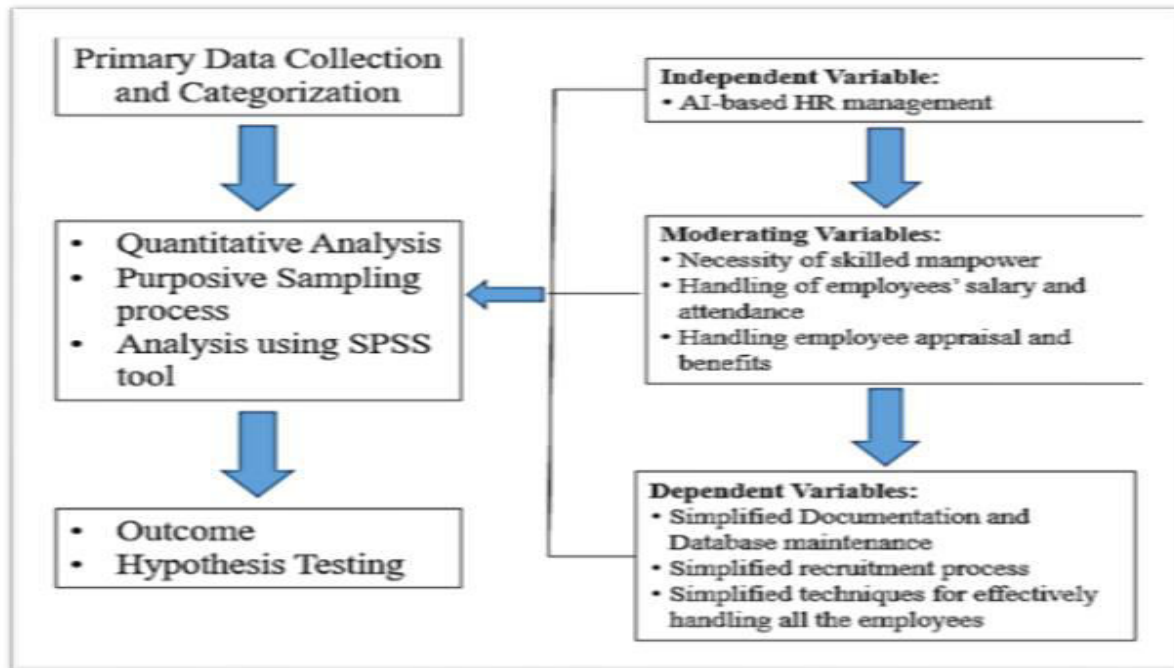 Primary Data Collection
and Categorization
• Quantitative Analysis
• Purposive Sampling
process
• Analysis using SPSS
tool
• Outcome
• Hypothesis Testing
Independent Variable:
• AI-based HR management
Moderating Variables:
• Necessity of skilled manpower
• Handling of employees' salary and
attendance
• Handling employee appraisal and
benefits
Dependent Variables:
• Simplified Documentation and
Database maintenance
• Simplified recruitment process
• Simplified techniques for effectively
handling all the employees